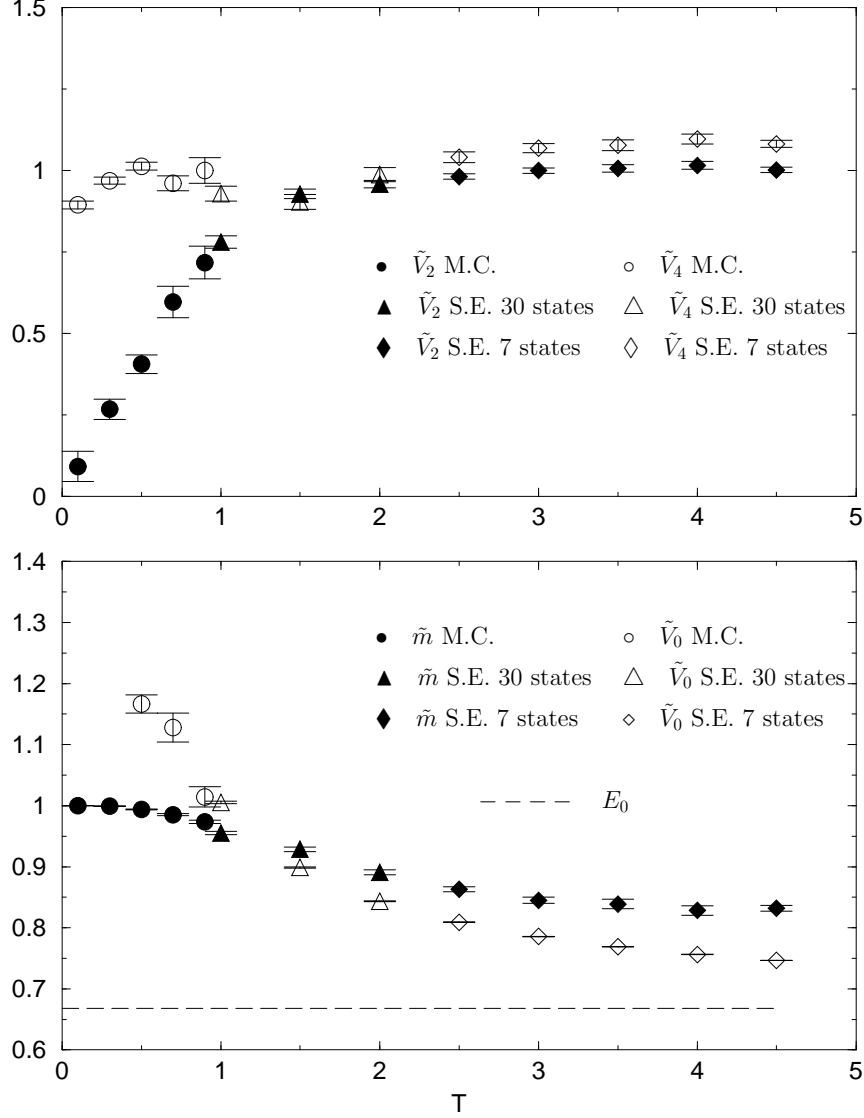 1.5
1
0.5
0
0 1 2 3 4 5
Ṽ₂ M.C. Ṽ₄ M.C.
Ṽ₂ S.E. 30 states Ṽ₄ S.E. 30 states
Ṽ₂ S.E. 7 states Ṽ₄ S.E. 7 states
1.4
1.3
1.2
1.1
1
0.9
0.8
0.7
0.6
0 1 2 3 4 5
m̃ M.C. Ṽ₀ M.C.
m̃ S.E. 30 states Ṽ₀ S.E. 30 states
m̃ S.E. 7 states Ṽ₀ S.E. 7 states
E₀
T